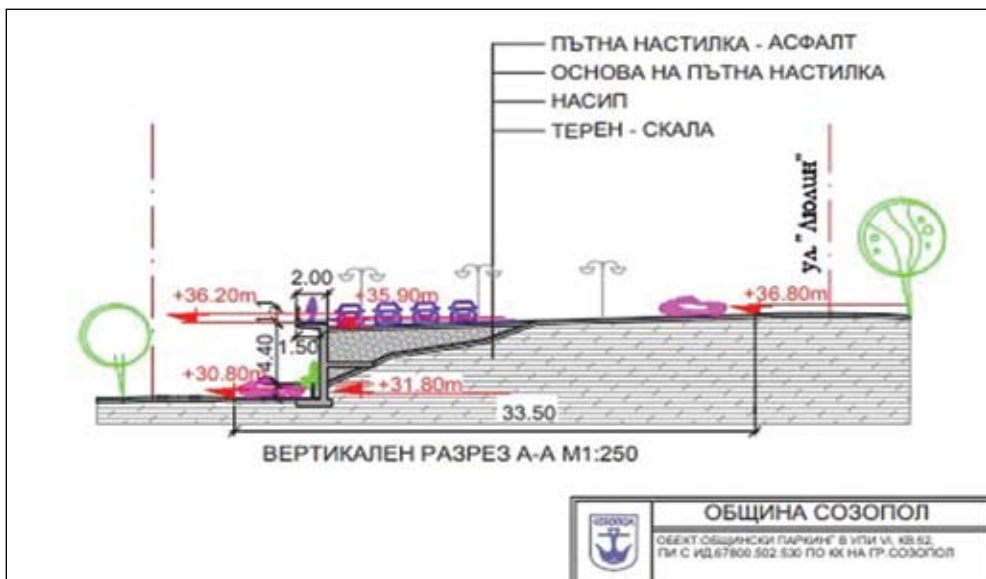 ПЪТНА НАСТИЛКА - АСФАЛТ
ОСНОВА НА ПЪТНА НАСТИЛКА
НАСИП
ТЕРЕН - СКАЛА
ул. "Люлин"
2.00
+36.20m
+35.90m
+36.80m
1.50
4.40
+30.80m
+31.80m
33.50
ВЕРТИКАЛЕН РАЗРЕЗ А-А М1:250
СОЗОПОЛ
ОБЩИНА СОЗОПОЛ
ОБЕКТ:ОБЩИНСКИ ПАРКИНГ В УПИ VI, КВ.52,
ПИ С ИД.67800.502.530 ПО КК НА ГР.СОЗОПОЛ